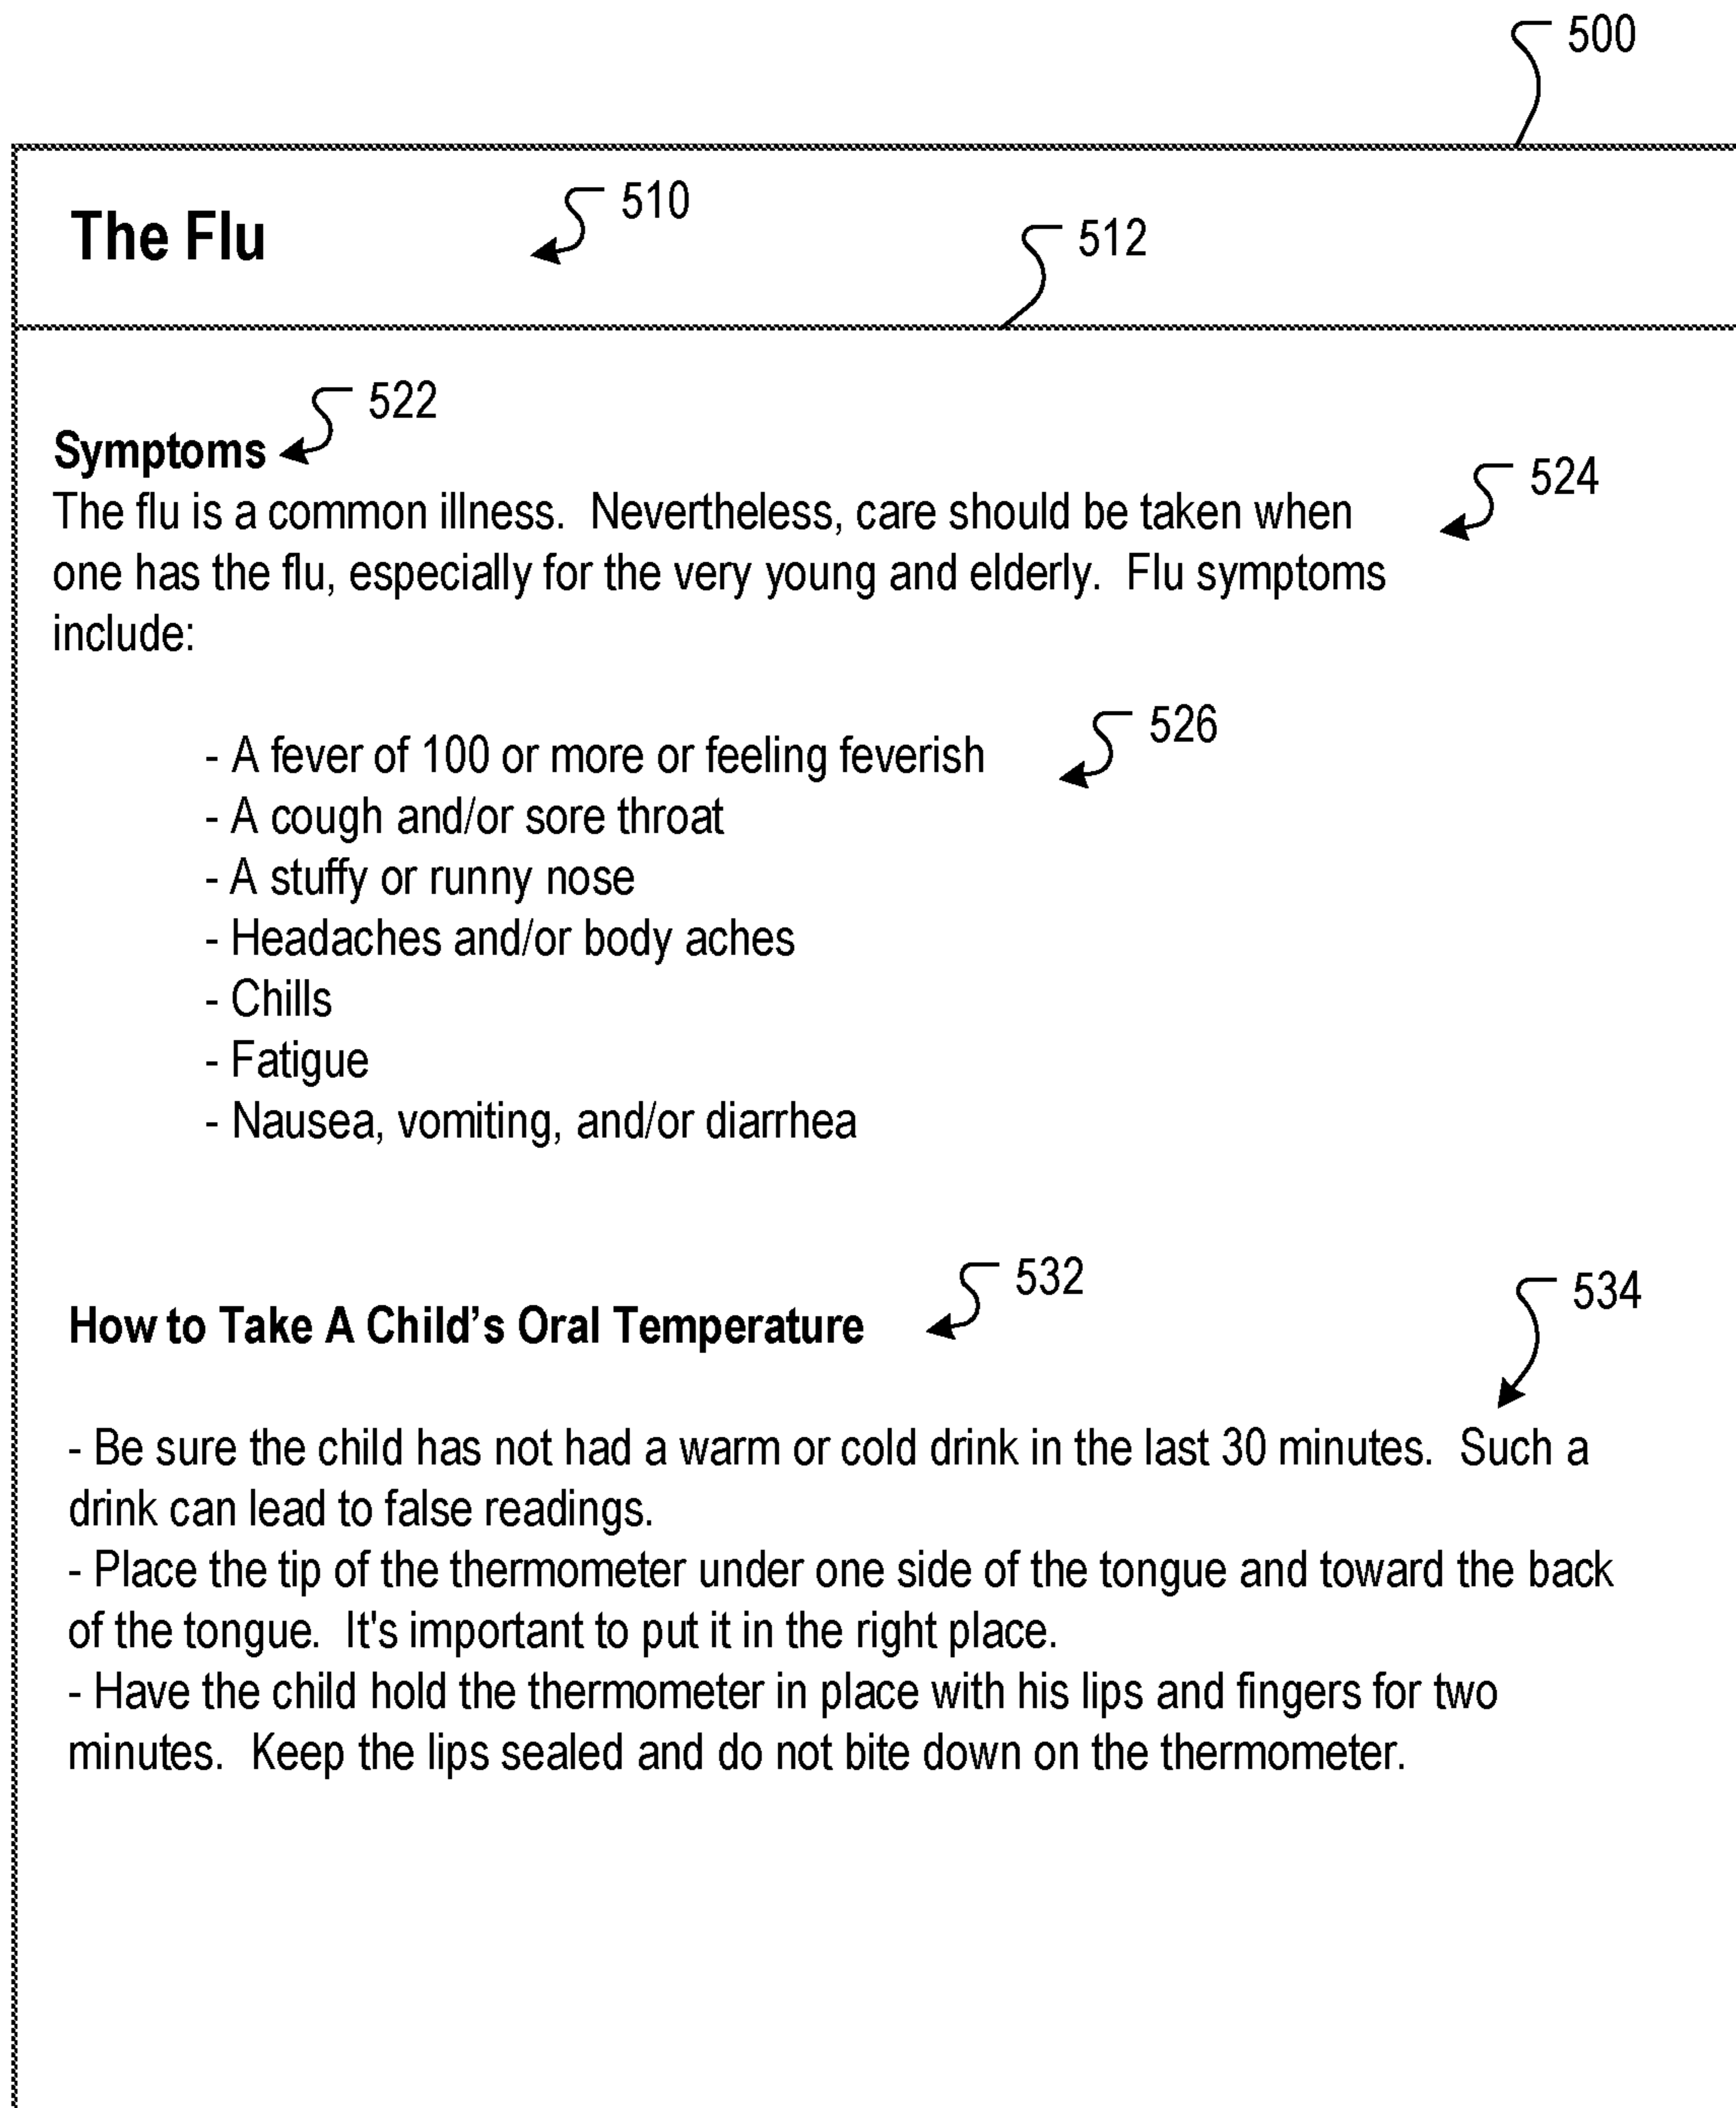 500
The Flu
510
512
Symptoms
522
524
The flu is a common illness.  Nevertheless, care should be taken when
one has the flu, especially for the very young and elderly.  Flu symptoms
include:
526
- A fever of 100 or more or feeling feverish
- A cough and/or sore throat
- A stuffy or runny nose
- Headaches and/or body aches
- Chills
- Fatigue
- Nausea, vomiting, and/or diarrhea
532
534
How to Take A Child’s Oral Temperature
- Be sure the child has not had a warm or cold drink in the last 30 minutes.  Such a
drink can lead to false readings.
- Place the tip of the thermometer under one side of the tongue and toward the back
of the tongue.  It's important to put it in the right place.
- Have the child hold the thermometer in place with his lips and fingers for two
minutes.  Keep the lips sealed and do not bite down on the thermometer.